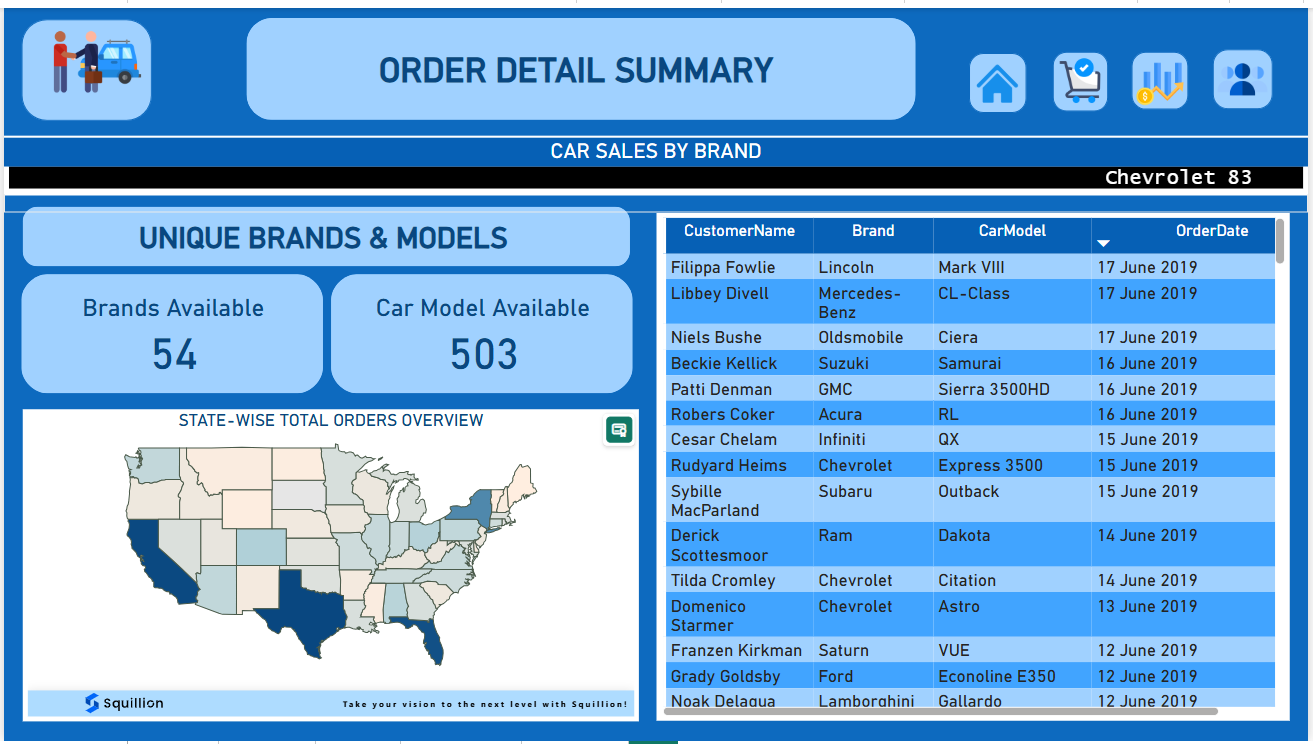 ORDER DETAIL SUMMARY
CAR SALES BY BRAND
Chevrolet 83
UNIQUE BRANDS & MODELS
Brands Available
54
Car Model Available
503
STATE-WISE TOTAL ORDERS OVERVIEW
Squillion
Take your vision to the next level with Squillion!
CustomerName Brand CarModel OrderDate
Filippa Fowlie Lincoln Mark VIII 17 June 2019
Libbey Divell Mercedes- CL-Class 17 June 2019
Benz
Niels Bushe Oldsmobile Ciera 17 June 2019
Beckie Kellick Suzuki Samurai 16 June 2019
Patti Denman GMC Sierra 3500HD 16 June 2019
Robers Coker Acura RL 16 June 2019
Cesar Chelam Infiniti QX 15 June 2019
Rudyard Heims Chevrolet Express 3500 15 June 2019
Sybille Subaru Outback 15 June 2019
MacParland
Derick Ram Dakota 14 June 2019
Scottesmoor
Tilda Cromley Chevrolet Citation 14 June 2019
Domenico Chevrolet Astro 13 June 2019
Starmer
Franzen Kirkman Saturn VUE 12 June 2019
Grady Goldsby Ford Econoline E350 12 June 2019
Noak Delagua Lamborghini Gallardo 12 June 2019